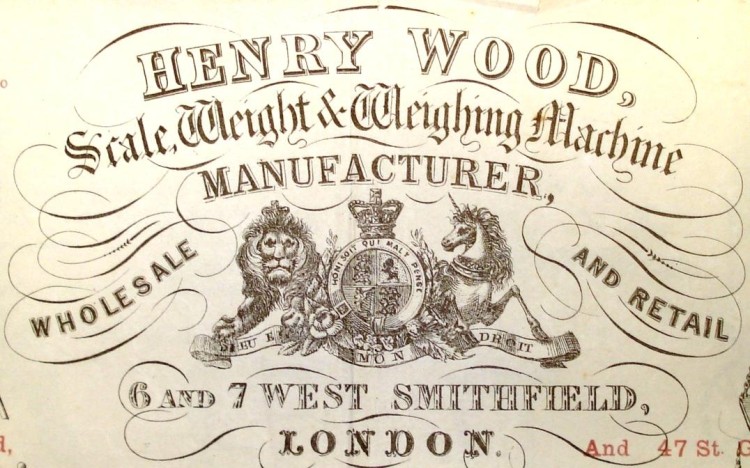 HENRY WOOD,
Scale, Weight & Weighing Machine
MANUFACTURER,
WHOLESALE
AND RETAIL
HONI SOIT QUI MAL Y PENSE
DIEU ET MON DROIT
6 AND 7 WEST SMITHFIELD,
LONDON.
And 47 St.